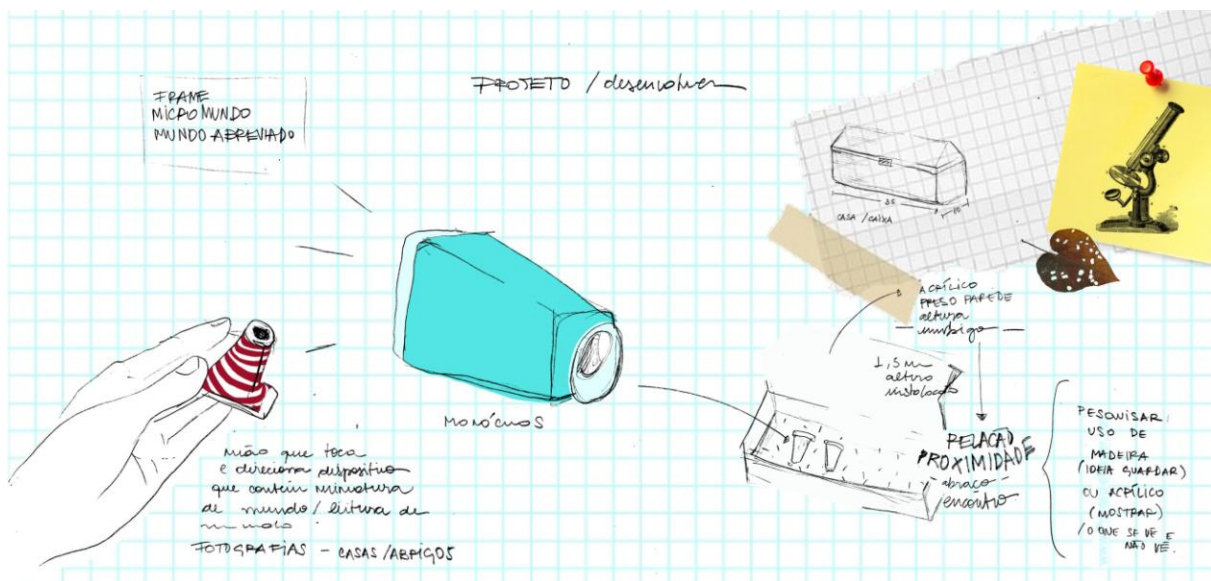 PROJETO / desenvolver
FRAME
MICROMUNDO
MUNDO ABREVIADO
35
10
CASA / CAIXA
ACRÍLICO
PRESO PAREDE
altura
umbigo
1,5 m
altura
MONÓCULOS
RELAÇÃO
PROXIMIDADE
abraço
encontro
PESQUISAR:
USO DE
MADEIRA
(IDEIA GUARDAR)
OU ACRÍLICO
(MOSTRAR)
/ O QUE SE VÊ E
NÃO VÊ.
mão que toca
e direciona dispositivo
que contém miniatura
de mundo / leitura de
FOTOGRAFIAS - CASAS / ABRIGOS